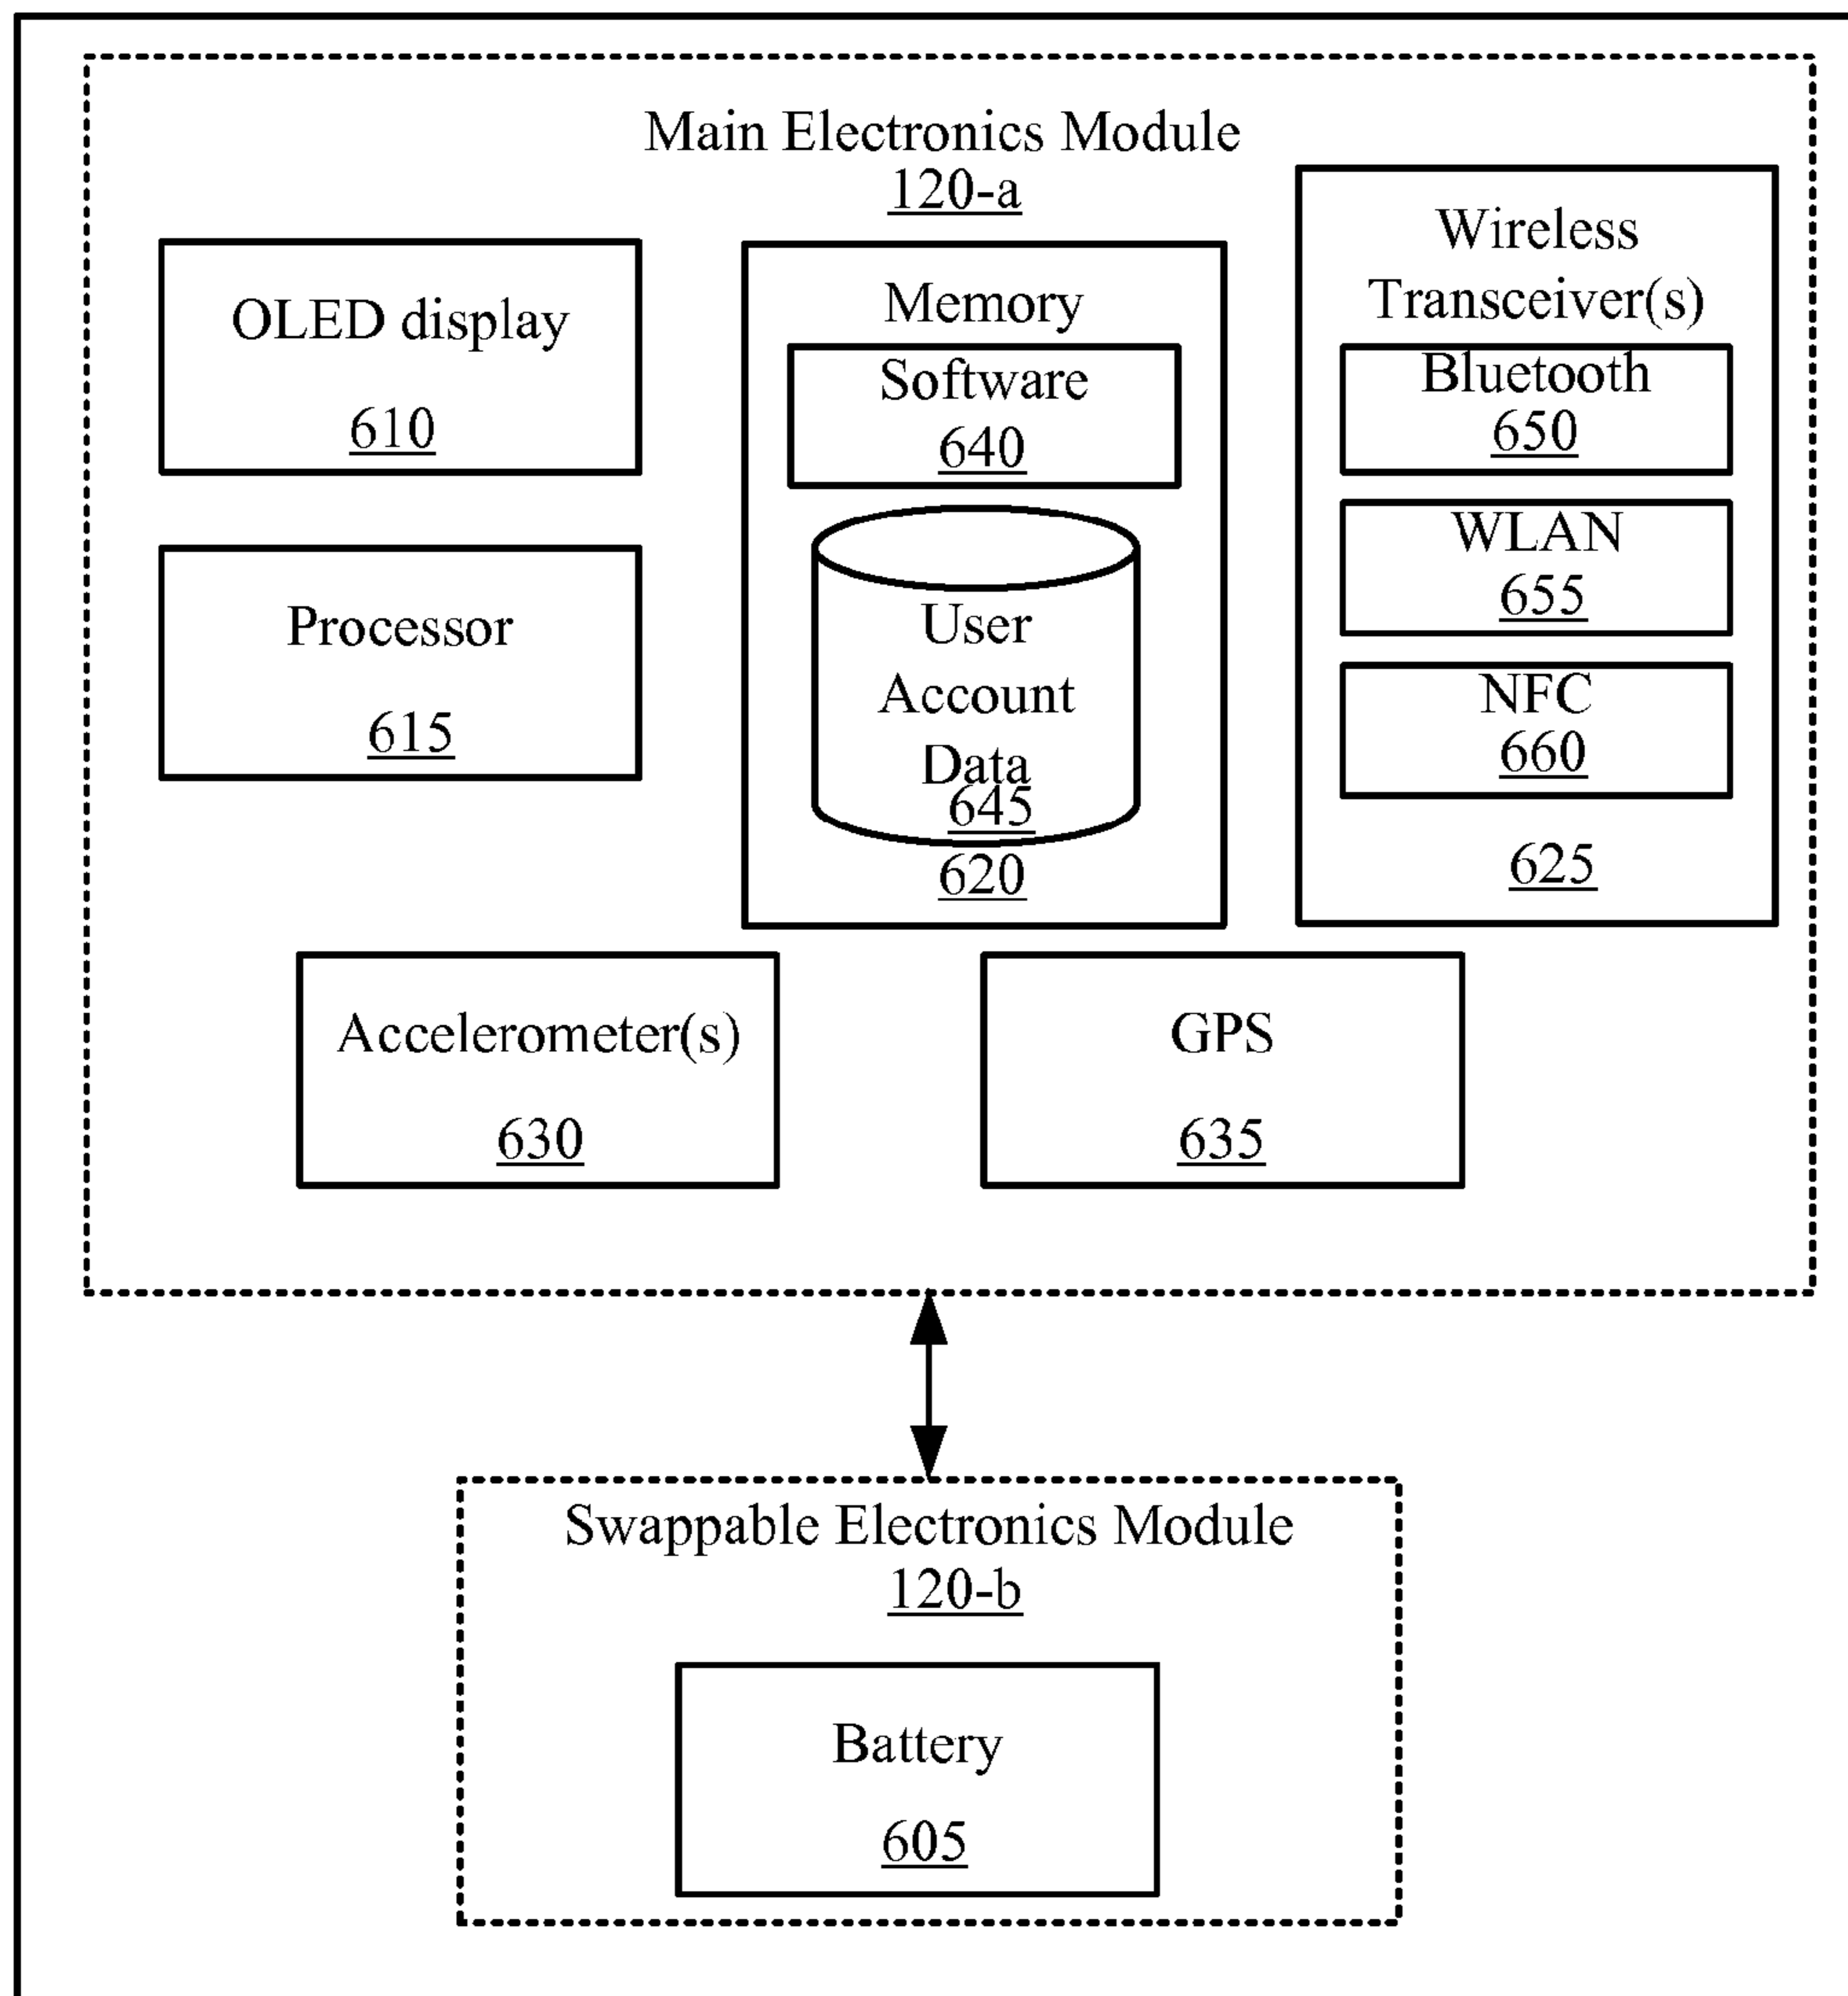 Main Electronics Module
120-a
OLED display
610
Processor
615
Memory
Software
640
User
Account
Data
645
620
Wireless
Transceiver(s)
Bluetooth
650
WLAN
655
NFC
660
625
Accelerometer(s)
630
GPS
635
Swappable Electronics Module
120-b
Battery
605